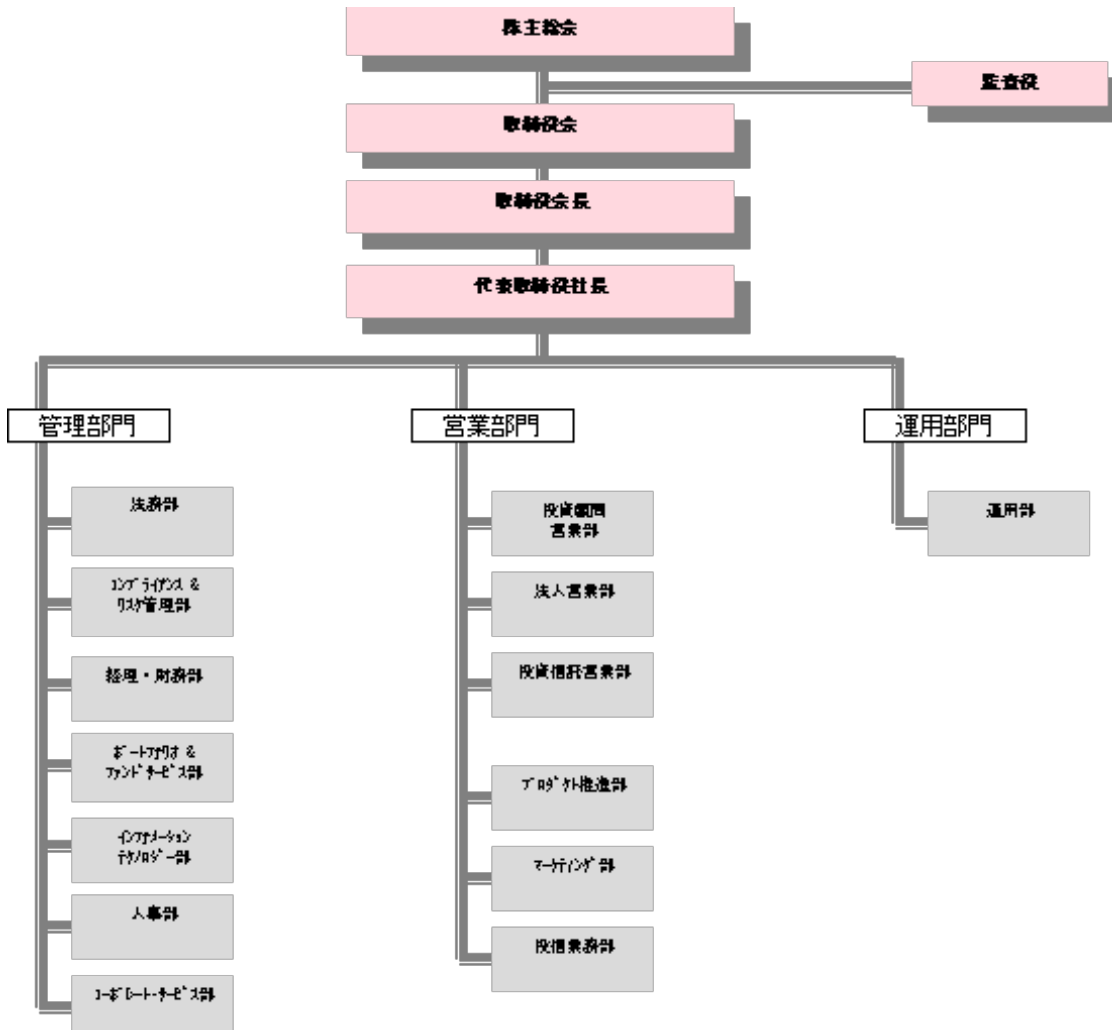 株主総会
監査役
取締役会
取締役会長
代表取締役社長
管理部門
営業部門
運用部門
法務部
コンプライアンス &
リスク管理部
経理・財務部
ポートフォリオ &
ファンドサービス部
インフォメーション
テクノロジー部
人事部
コーポレート・サービス部
投資顧問
営業部
法人営業部
投資信託営業部
プロダクト推進部
マーケティング部
投信業務部
運用部